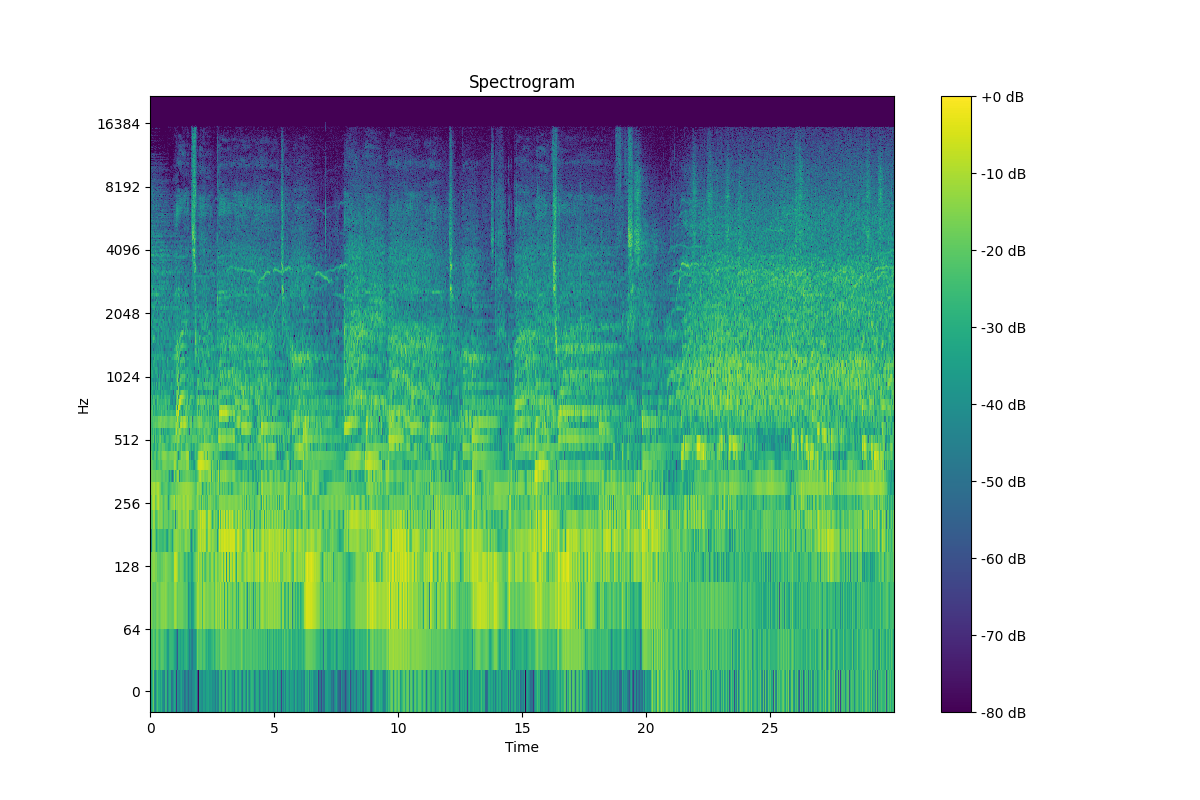 Spectrogram
Hz
16384
8192
4096
2048
1024
512
256
128
64
0
0 5 10 15 20 25
Time
+0 dB
-10 dB
-20 dB
-30 dB
-40 dB
-50 dB
-60 dB
-70 dB
-80 dB